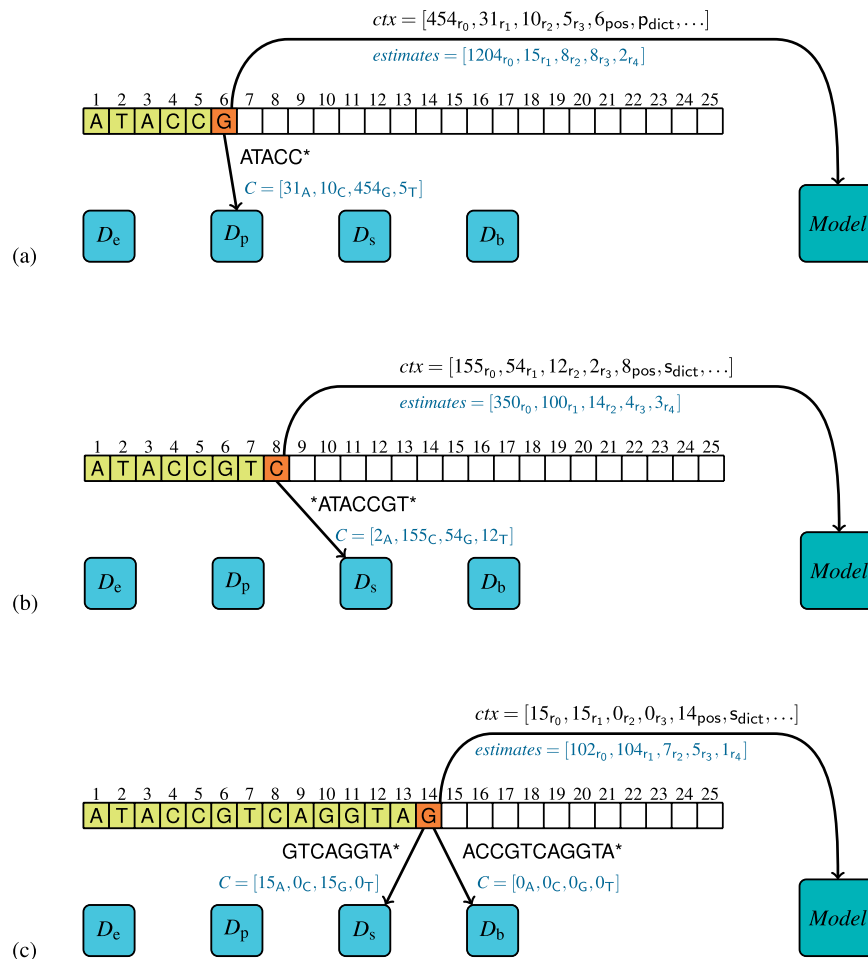 ctx = [454r₀, 31r₁, 10r₂, 5r₃, 6pos, pdict, ...]
estimates = [1204r₀, 15r₁, 8r₂, 8r₃, 2r₄]
1 2 3 4 5 6 7 8 9 10 11 12 13 14 15 16 17 18 19 20 21 22 23 24 25
A T A C C G
ATACC*
C = [31A, 10C, 454G, 5T]
De Dp Ds Db Model
(a)
ctx = [155r₀, 54r₁, 12r₂, 2r₃, 8pos, sdict, ...]
estimates = [350r₀, 100r₁, 14r₂, 4r₃, 3r₄]
1 2 3 4 5 6 7 8 9 10 11 12 13 14 15 16 17 18 19 20 21 22 23 24 25
A T A C C G T C
*ATACCGT*
C = [2A, 155C, 54G, 12T]
De Dp Ds Db Model
(b)
ctx = [15r₀, 15r₁, 0r₂, 0r₃, 14pos, sdict, ...]
estimates = [102r₀, 104r₁, 7r₂, 5r₃, 1r₄]
1 2 3 4 5 6 7 8 9 10 11 12 13 14 15 16 17 18 19 20 21 22 23 24 25
A T A C C G T C A G G T A G
GTCAGGTA* ACCGTCAGGTA*
C = [15A, 0C, 15G, 0T] C = [0A, 0C, 0G, 0T]
De Dp Ds Db Model
(c)